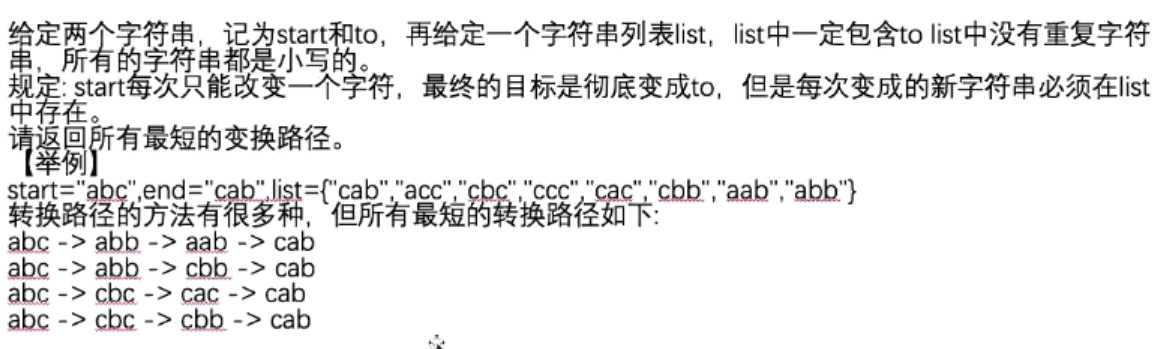 给定两个字符串，记为start和to，再给定一个字符串列表list，list中一定包含to list中没有重复字符
串，所有的字符串都是小写的。
规定: start每次只能改变一个字符，最终的目标是彻底变成to，但是每次变成的新字符串必须在list
中存在。
请返回所有最短的变换路径。
【举例】
start="abc",end="cab",list={"cab","acc","cbc","ccc","cac","cbb","aab","abb"}
转换路径的方法有很多种，但所有最短的转换路径如下:
abc -> abb -> aab -> cab
abc -> abb -> cbb -> cab
abc -> cbc -> cac -> cab
abc -> cbc -> cbb -> cab